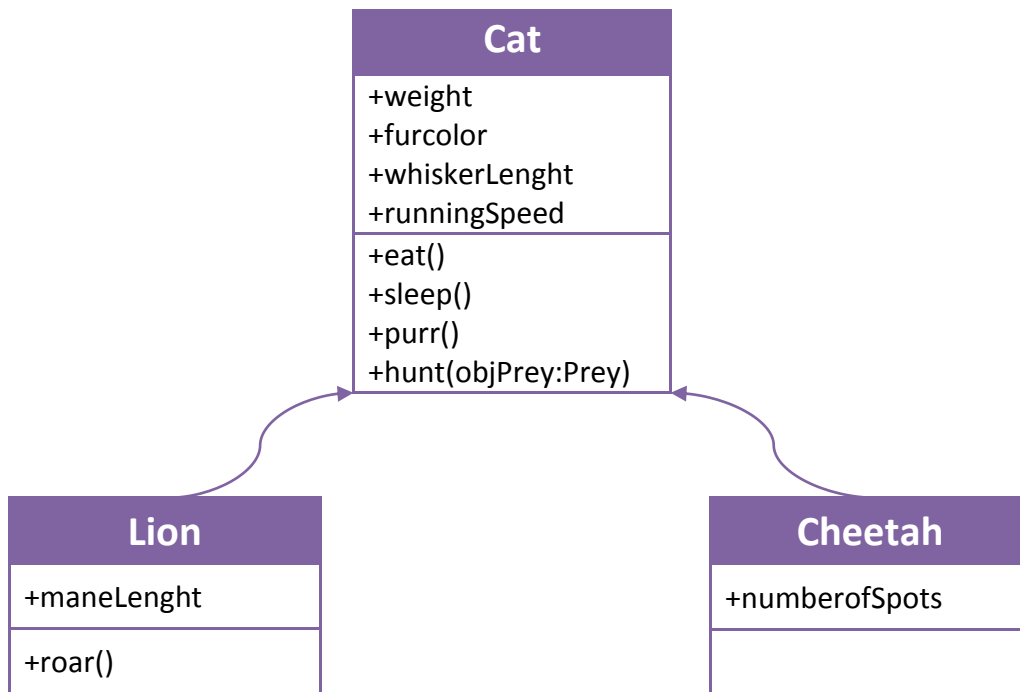 Cat
+weight
+furcolor
+whiskerLenght
+runningSpeed
+eat()
+sleep()
+purr()
+hunt(objPrey:Prey)
Lion
+maneLenght
+roar()
Cheetah
+numberofSpots